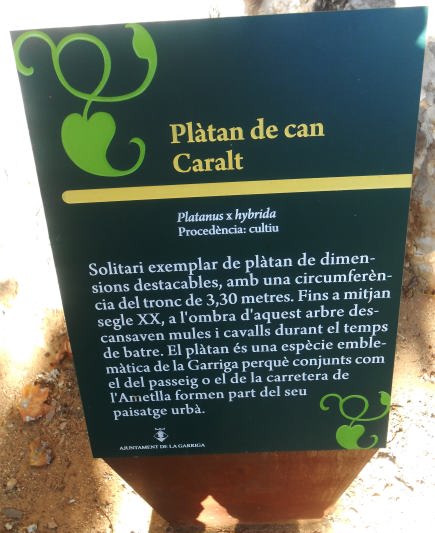 Plàtan de can
Caralt
Platanus x hybrida
Procedència: cultiu
Solitari exemplar de plàtan de dimen-
sions destacables, amb una circumferèn-
cia del tronc de 3,30 metres. Fins a mitjan
segle XX, a l'ombra d'aquest arbre des-
cansaven mules i cavalls durant el temps
de batre. El plàtan és una espècie emble-
màtica de la Garriga perquè conjunts com
el del passeig o el de la carretera de
l'Ametlla formen part del seu
paisatge urbà.
AJUNTAMENT DE LA GARRIGA